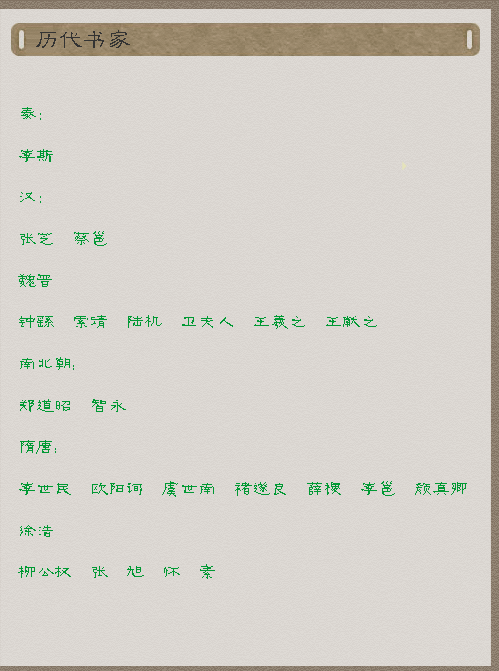 历代书家
秦:
李斯
汉:
张芝 蔡邕
魏晋
钟繇 索靖 陆机 卫夫人 王羲之 王献之
南北朝:
郑道昭 智永
隋唐:
李世民 欧阳询 虞世南 褚遂良 薛稷 李邕 颜真卿
徐浩
柳公权 张 旭 怀 素